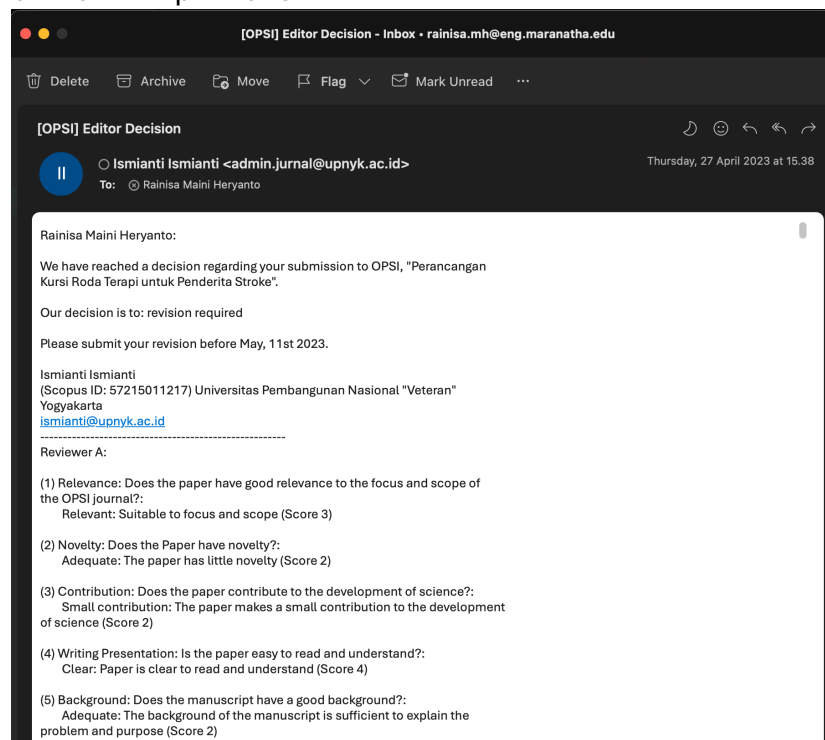 [OPSI] Editor Decision - Inbox • rainisa.mh@eng.maranatha.edu
Delete Archive Move Flag Mark Unread ...
[OPSI] Editor Decision
II
Ismianti Ismianti <admin.jurnal@upnyk.ac.id>
Thursday, 27 April 2023 at 15.38
To: Rainisa Maini Heryanto
Rainisa Maini Heryanto:
We have reached a decision regarding your submission to OPSI, "Perancangan
Kursi Roda Terapi untuk Penderita Stroke".
Our decision is to: revision required
Please submit your revision before May, 11st 2023.
Ismianti Ismianti
(Scopus ID: 57215011217) Universitas Pembangunan Nasional "Veteran"
Yogyakarta
ismianti@upnyk.ac.id
------------------------------------------------------
Reviewer A:
(1) Relevance: Does the paper have good relevance to the focus and scope of
the OPSI journal?:
Relevant: Suitable to focus and scope (Score 3)
(2) Novelty: Does the Paper have novelty?:
Adequate: The paper has little novelty (Score 2)
(3) Contribution: Does the paper contribute to the development of science?:
Small contribution: The paper makes a small contribution to the development
of science (Score 2)
(4) Writing Presentation: Is the paper easy to read and understand?:
Clear: Paper is clear to read and understand (Score 4)
(5) Background: Does the manuscript have a good background?:
Adequate: The background of the manuscript is sufficient to explain the
problem and purpose (Score 2)